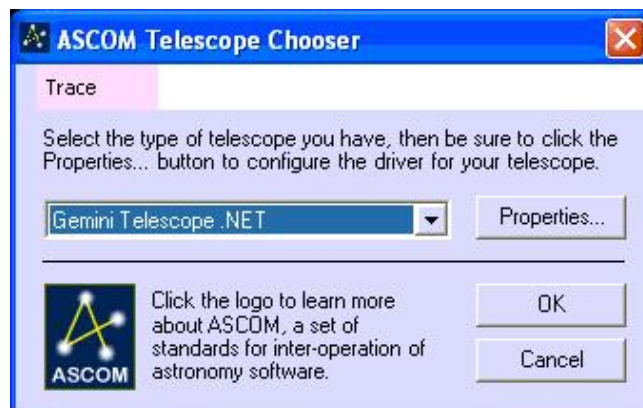 ASCOM Telescope Chooser
Trace
Select the type of telescope you have, then be sure to click the
Properties... button to configure the driver for your telescope.
Gemini Telescope .NET
Properties...
Click the logo to learn more
about ASCOM, a set of
standards for inter-operation of
astronomy software.
ASCOM
OK
Cancel